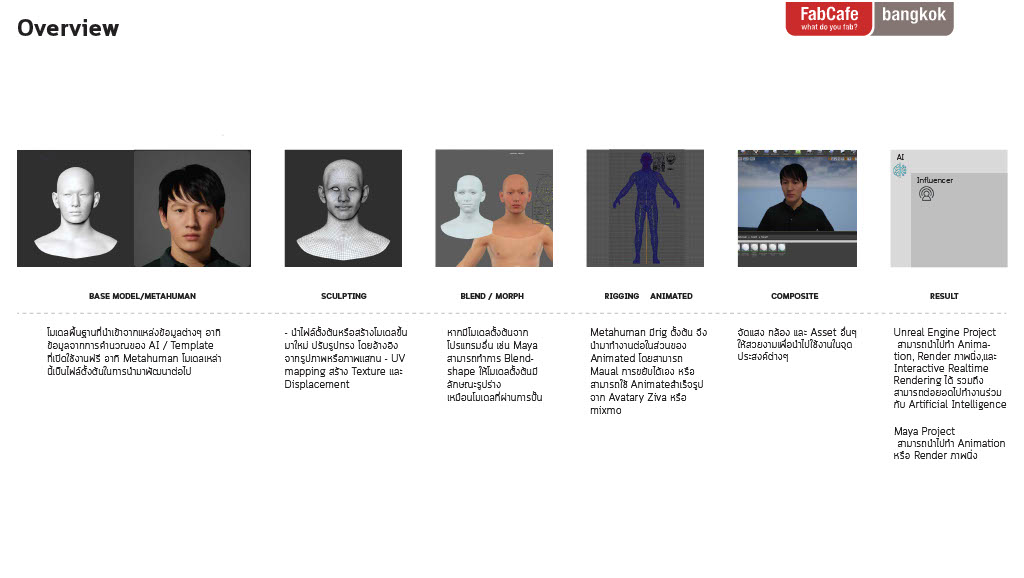 Overview
FabCafe
what do you fab?
bangkok
AI
Influencer
BASE MODEL/METAHUMAN
SCULPTING
BLEND / MORPH
RIGGING ANIMATED
COMPOSITE
RESULT
โมเดลพื้นฐานที่นำเข้าจากแหล่งข้อมูลต่างๆ อาทิ
ข้อมูลจากการคำนวณของ AI / Template
ที่เปิดใช้งานฟรี อาทิ Metahuman โมเดลเหล่า
นี้เป็นไฟล์ตั้งต้นในการนำมาพัฒนาต่อไป
- นำไฟล์ตั้งต้นหรือสร้างโมเดลขึ้น
มาใหม่ ปรับรูปทรง โดยอ้างอิง
จากรูปภาพหรือภาพแสกน - UV
mapping สร้าง Texture และ
Displacement
หากมีโมเดลตั้งต้นจาก
โปรแกรมอื่น เช่น Maya
สามารถทำการ Blend-
shape ให้โมเดลตั้งต้นมี
ลักษณะรูปร่าง
เหมือนโมเดลที่ผ่านการปั้น
Metahuman มีrig ตั้งต้น จึง
นำมาทำงานต่อในส่วนของ
Animated โดยสามารถ
Maual การขยับได้เอง หรือ
สามารถใช้ Animateสำเร็จรูป
จาก Avatary Ziva หรือ
mixmo
จัดแสง กล้อง และ Asset อื่นๆ
ให้สวยงามเพื่อนำไปใช้งานในจุด
ประสงค์ต่างๆ
Unreal Engine Project
สามารถนำไปทำ Anima-
tion, Render ภาพนิ่ง,และ
Interactive Realtime
Rendering ได้ รวมถึง
สามารถต่อยอดไปทำงานร่วม
กับ Artificial Intelligence
Maya Project
สามารถนำไปทำ Animation
หรือ Render ภาพนิ่ง